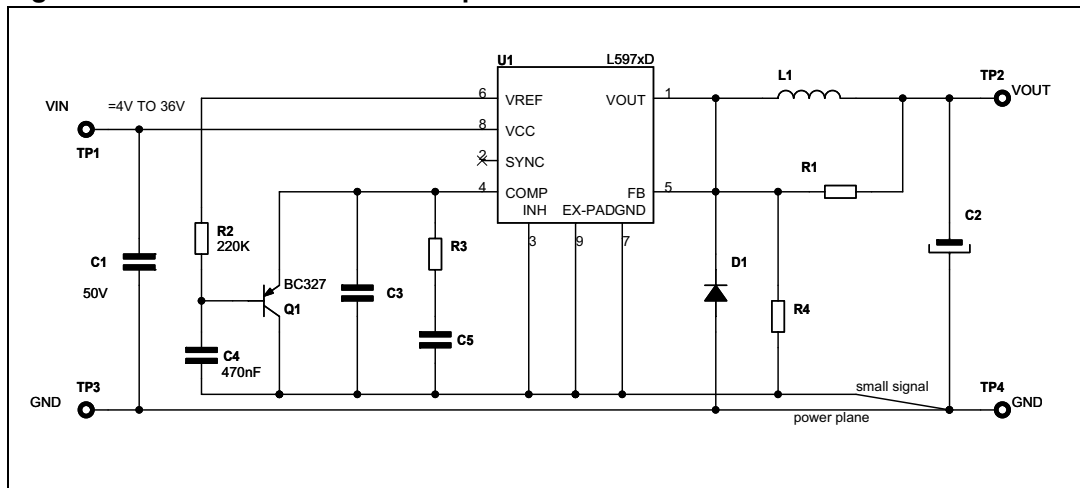 U1
L597xD
L1
TP2
VOUT
VIN
=4V TO 36V
6
VREF
VOUT
1
8
VCC
TP1
2
SYNC
R1
4
COMP
FB
5
INH
EX-PADGND
C2
R2
220K
R3
3
9
7
D1
C1
50V
BC327
Q1
C3
R4
C5
C4
470nF
TP3
GND
small signal
TP4
GND
power plane